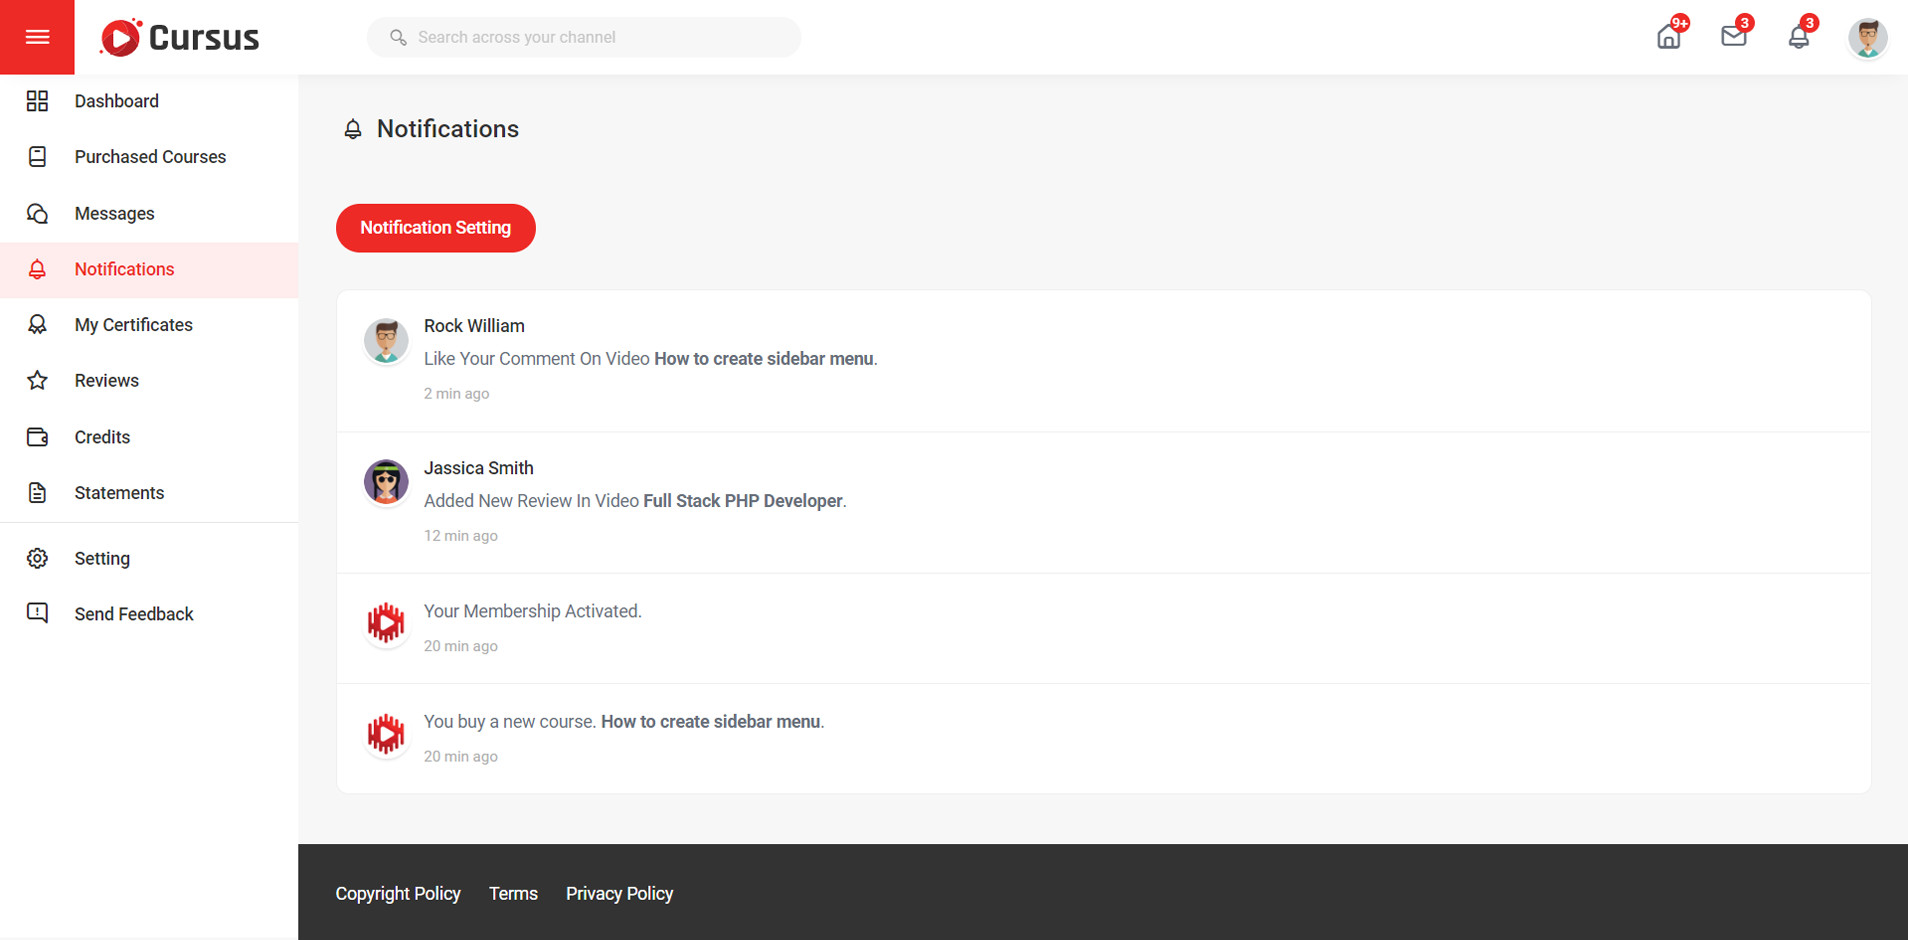 Cursus
Search across your channel
9+
3
3
Dashboard
Purchased Courses
Messages
Notifications
My Certificates
Reviews
Credits
Statements
Setting
Send Feedback
Notifications
Notification Setting
Rock William
Like Your Comment On Video How to create sidebar menu.
2 min ago
Jassica Smith
Added New Review In Video Full Stack PHP Developer.
12 min ago
Your Membership Activated.
20 min ago
You buy a new course. How to create sidebar menu.
20 min ago
Copyright Policy Terms Privacy Policy